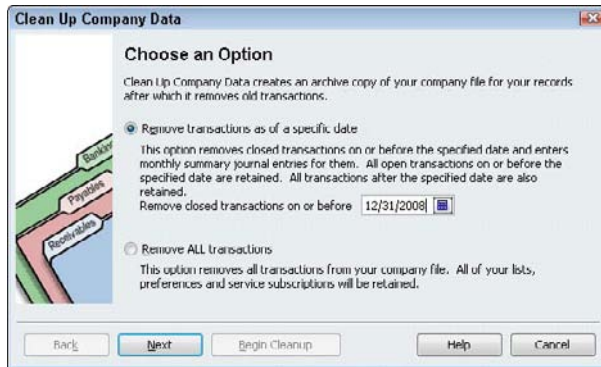 Clean Up Company Data
Choose an Option
Clean Up Company Data creates an archive copy of your company file for your records
after which it removes old transactions.
Remove transactions as of a specific date
This option removes closed transactions on or before the specified date and enters
monthly summary journal entries for them. All open transactions on or before the
specified date are retained. All transactions after the specified date are also
retained.
Remove closed transactions on or before 12/31/2008
Banking
Payables
Receivables
Remove ALL transactions
This option removes all transactions from your company file. All of your lists,
preferences and service subscriptions will be retained.
Back Next Begin Cleanup Help Cancel